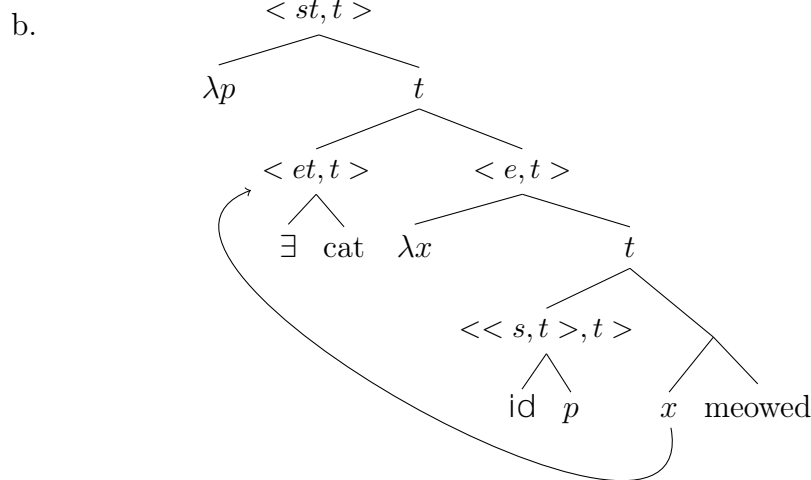 b.
< st, t >
λp t
< et, t > < e, t >
∃ cat λx t
<< s, t >, t >
id p x meowed